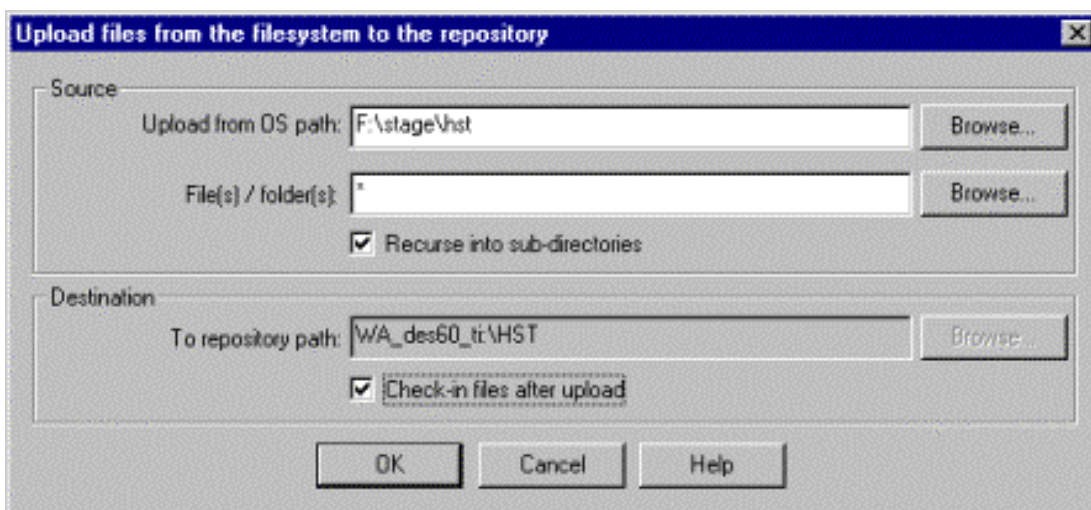 Upload files from the filesystem to the repository
Source
Upload from OS path: F:\stage\hst Browse...
File(s) / folder(s): * Browse...
Recurse into sub-directories
Destination
To repository path: WA_des60_ti:\HST Browse...
Check-in files after upload
OK Cancel Help